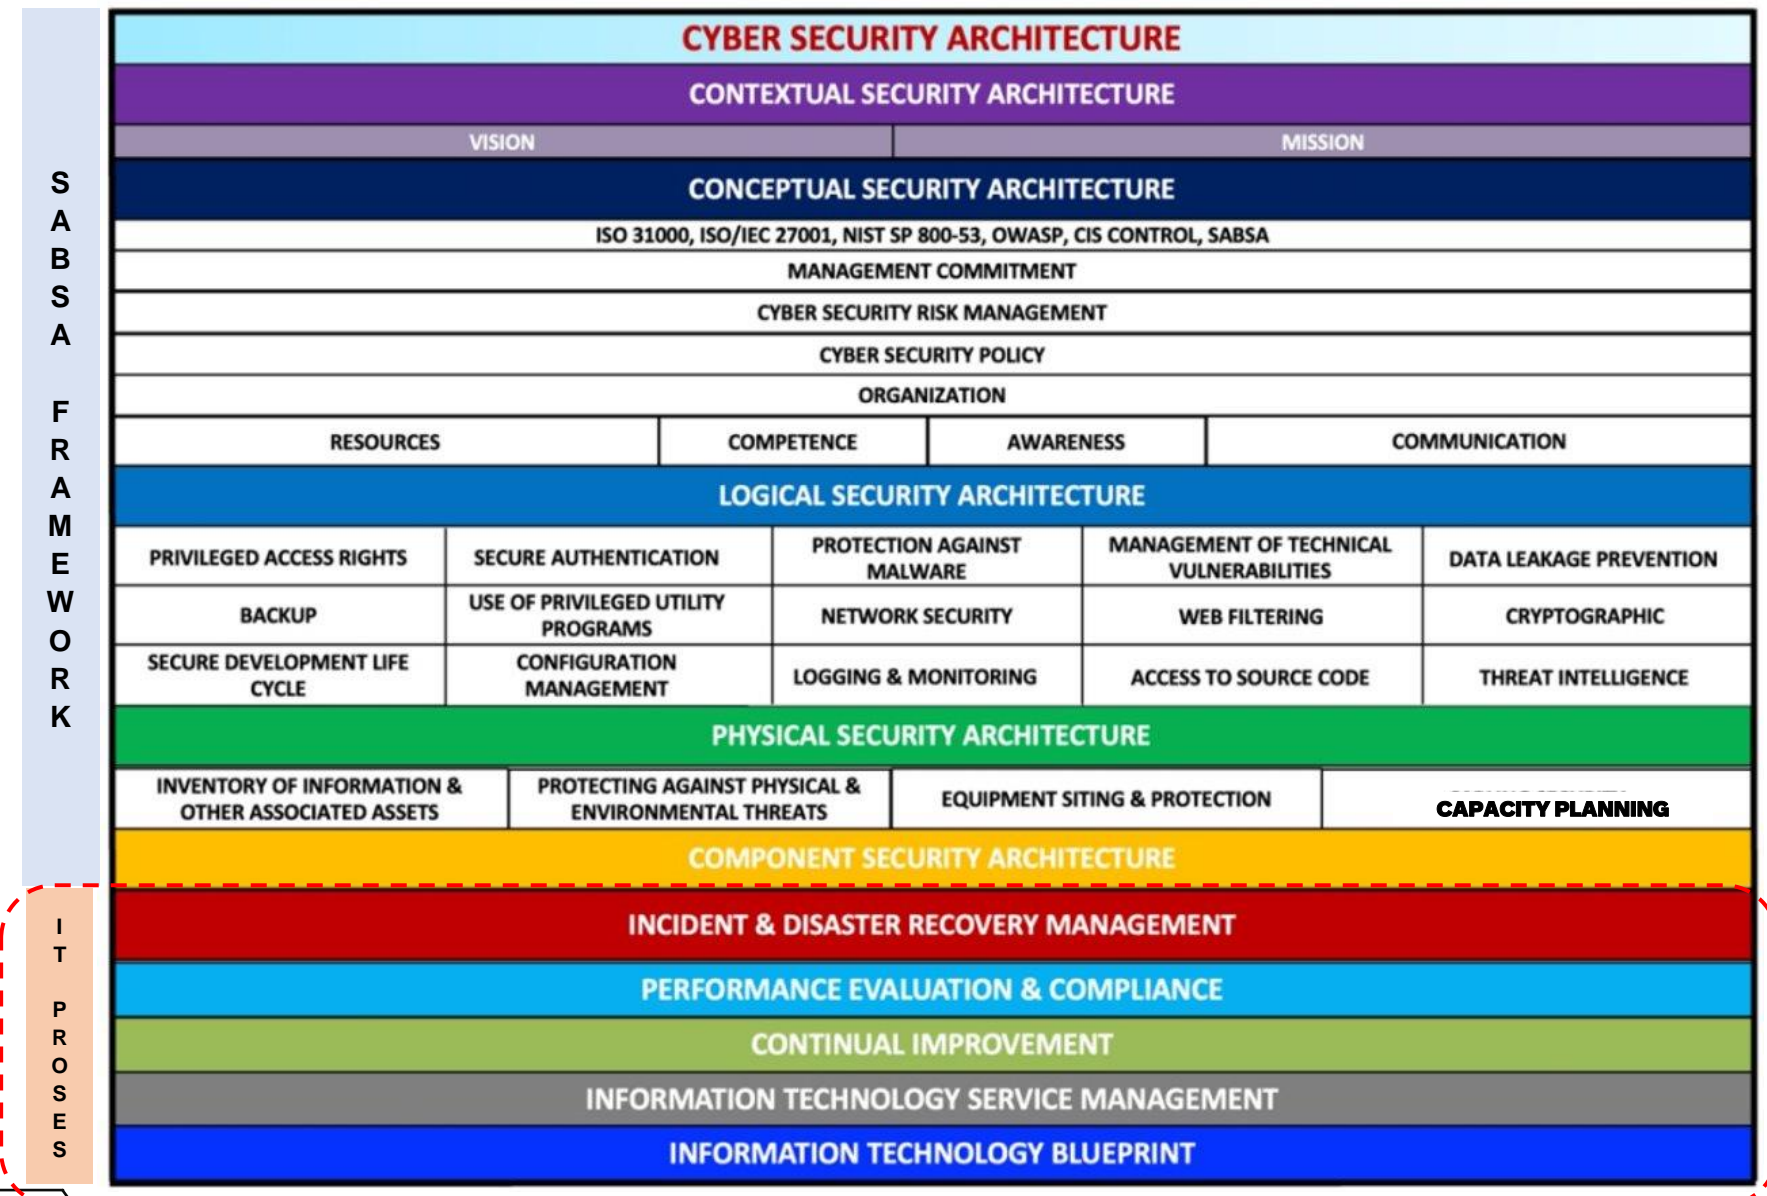 CYBER SECURITY ARCHITECTURE
CONTEXTUAL SECURITY ARCHITECTURE
VISION
MISSION
CONCEPTUAL SECURITY ARCHITECTURE
ISO 31000, ISO/IEC 27001, NIST SP 800-53, OWASP, CIS CONTROL, SABSA
MANAGEMENT COMMITMENT
CYBER SECURITY RISK MANAGEMENT
CYBER SECURITY POLICY
ORGANIZATION
RESOURCES
COMPETENCE
AWARENESS
COMMUNICATION
LOGICAL SECURITY ARCHITECTURE
PRIVILEGED ACCESS RIGHTS
SECURE AUTHENTICATION
PROTECTION AGAINST
MALWARE
MANAGEMENT OF TECHNICAL
VULNERABILITIES
DATA LEAKAGE PREVENTION
BACKUP
USE OF PRIVILEGED UTILITY
PROGRAMS
NETWORK SECURITY
WEB FILTERING
CRYPTOGRAPHIC
SECURE DEVELOPMENT LIFE
CYCLE
CONFIGURATION
MANAGEMENT
LOGGING & MONITORING
ACCESS TO SOURCE CODE
THREAT INTELLIGENCE
PHYSICAL SECURITY ARCHITECTURE
INVENTORY OF INFORMATION &
OTHER ASSOCIATED ASSETS
PROTECTING AGAINST PHYSICAL &
ENVIRONMENTAL THREATS
EQUIPMENT SITING & PROTECTION
CAPACITY PLANNING
COMPONENT SECURITY ARCHITECTURE
INCIDENT & DISASTER RECOVERY MANAGEMENT
PERFORMANCE EVALUATION & COMPLIANCE
CONTINUAL IMPROVEMENT
INFORMATION TECHNOLOGY SERVICE MANAGEMENT
INFORMATION TECHNOLOGY BLUEPRINT
SABSA FRAMEWORK
IT PROSES